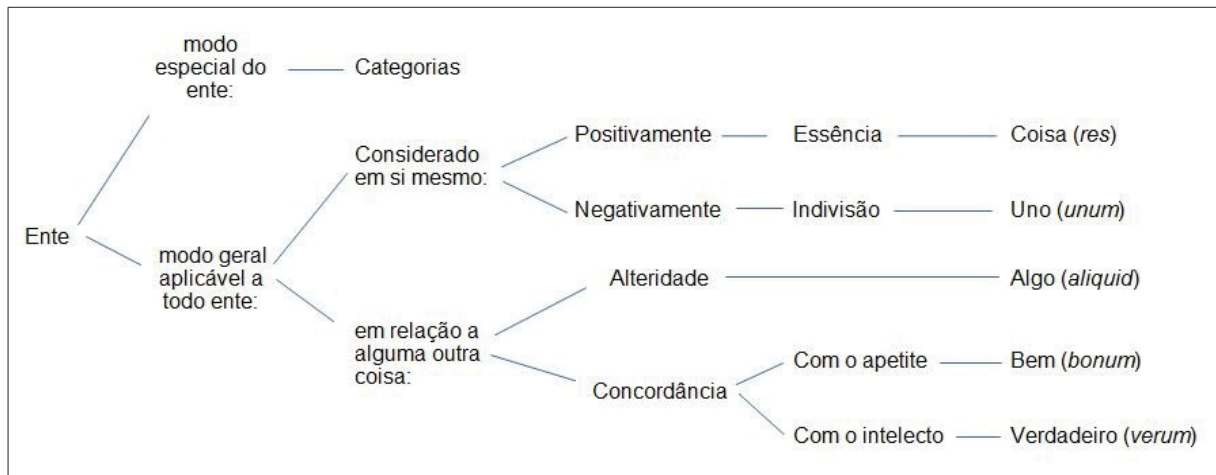 modo
especial do
ente:
Categorias
Ente
modo geral
aplicável a
todo ente:
Considerado
em si mesmo:
Positivamente
Essência
Coisa (res)
Negativamente
Indivisão
Uno (unum)
em relação a
alguma outra
coisa:
Alteridade
Algo (aliquid)
Concordância
Com o apetite
Bem (bonum)
Com o intelecto
Verdadeiro (verum)